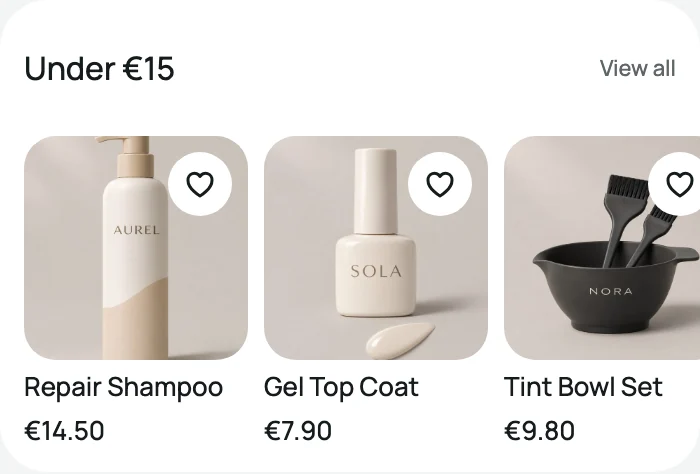 Under €15
View all
AUREL
SOLA
NORA
Repair Shampoo
Gel Top Coat
Tint Bowl Set
€14.50
€7.90
€9.80